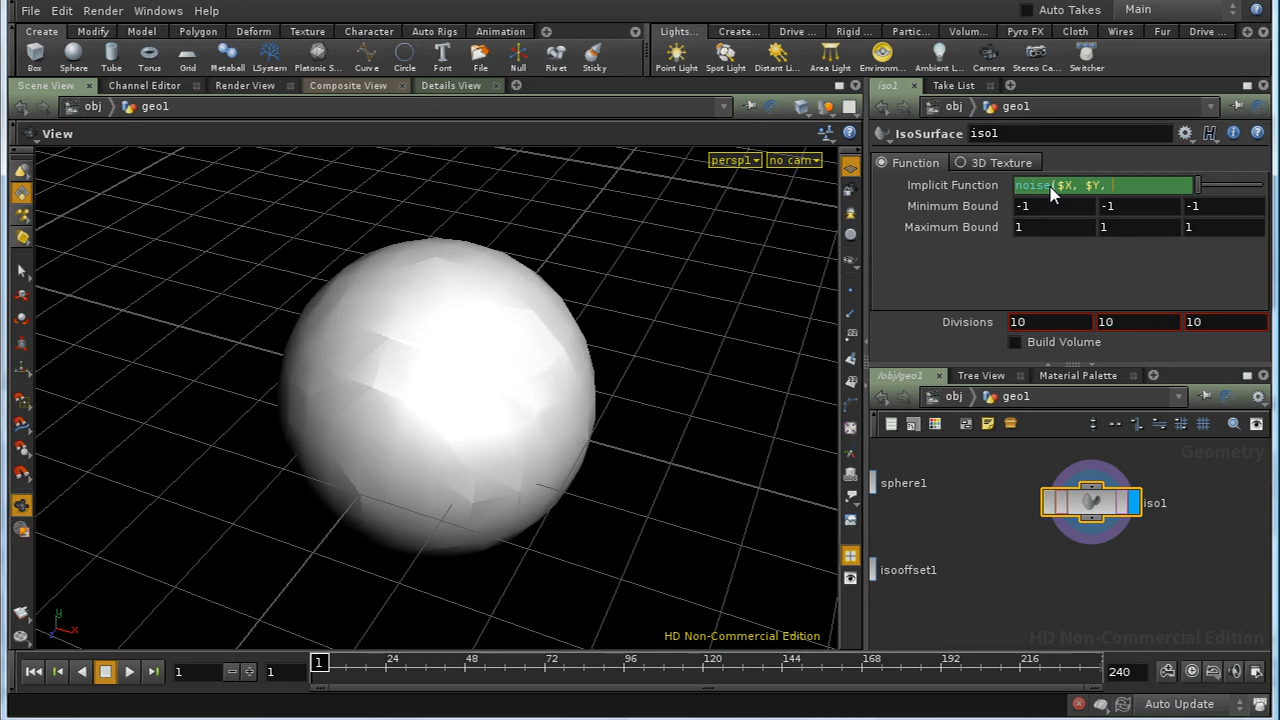 File Edit Render Windows Help
Auto Takes Main
Create Modify Model Polygon Deform Texture Character Auto Rigs Animation
Lights... Create... Drive ... Rigid ... Partic... Volum... Pyro FX Cloth Wires Fur Drive ...
Box Sphere Tube Torus Grid Metaball LSystem Platonic S... Curve Circle Font File Null Rivet Sticky
Point Light Spot Light Distant Li... Area Light Environm... Ambient L... Camera Stereo Ca... Switcher
Scene View Channel Editor Render View Composite View Details View
iso1 Take List
obj geo1
obj geo1
View
IsoSurface iso1
persp1 no cam
Function 3D Texture
Implicit Function noise($X, $Y,
Minimum Bound -1 -1 -1
Maximum Bound 1 1 1
Divisions 10 10 10
Build Volume
/obj/geo1 Tree View Material Palette
obj geo1
Geometry
sphere1
iso1
isooffset1
y
x
z
HD Non-Commercial Edition
HD Non-Commercial Edition
1 1 1 24 48 72 96 120 144 168 192 216 240
Auto Update